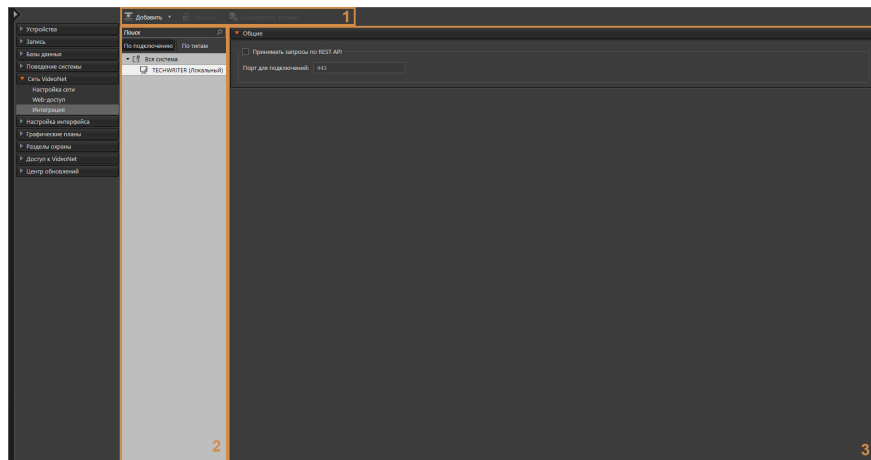 Добавить
1
Устройства
Запись
Базы данных
Поведение системы
Сеть VideoNet
Настройка сети
Web-доступ
Интеграция
Настройка интерфейса
Графические планы
Разделы охраны
Доступ к VideoNet
Центр обновлений
Поиск
По подключению По типам
Вся система
TECHWRITER (Локальный)
2
Общие
Принимать запросы по REST API
Порт для подключений: 443
3